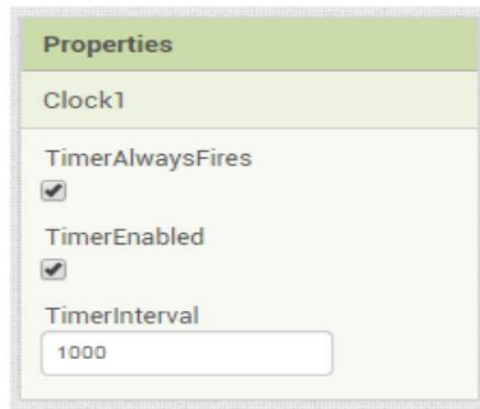 Properties
Clock1
TimerAlwaysFires
TimerEnabled
TimerInterval
1000